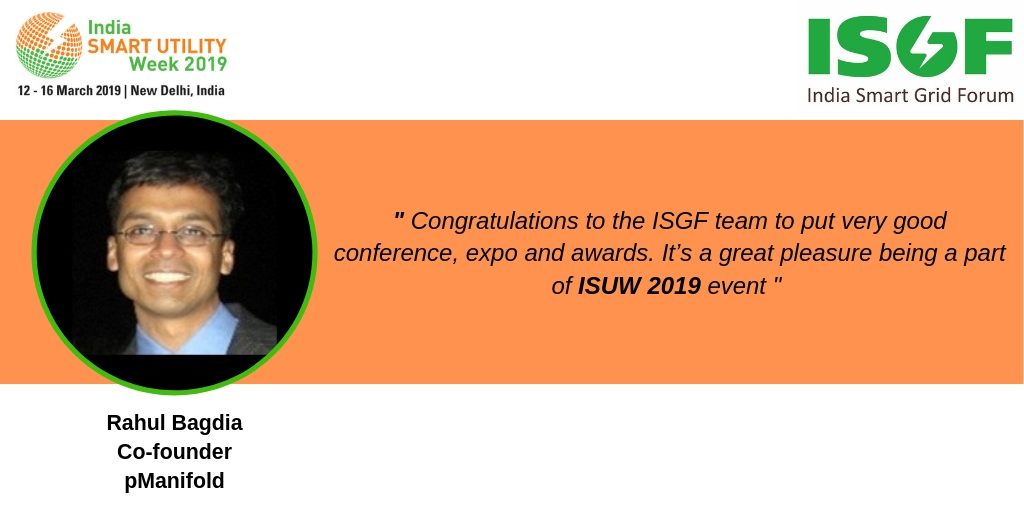 India
SMART UTILITY
Week 2019
12 - 16 March 2019 | New Delhi, India
ISGF
India Smart Grid Forum
" Congratulations to the ISGF team to put very good
conference, expo and awards. It’s a great pleasure being a part
of ISUW 2019 event "
Rahul Bagdia
Co-founder
pManifold